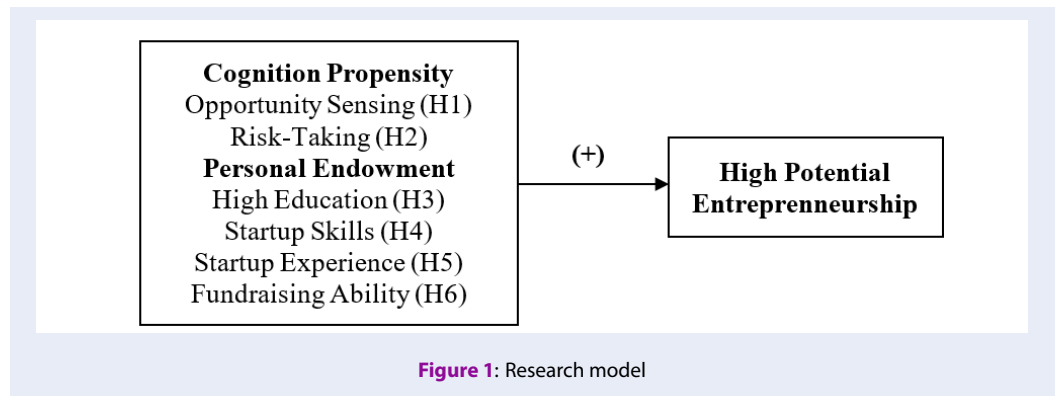 Cognition Propensity
Opportunity Sensing (H1)
Risk-Taking (H2)
Personal Endowment
High Education (H3)
Startup Skills (H4)
Startup Experience (H5)
Fundraising Ability (H6)
(+)
High Potential
Entreprenneurship
Figure 1: Research model